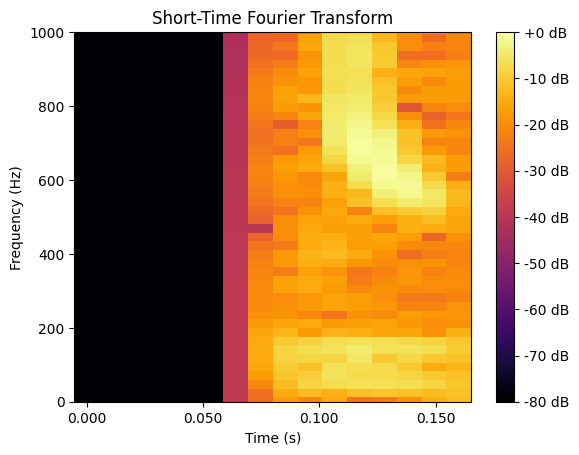 Short-Time Fourier Transform
1000
800
600
400
200
0
Frequency (Hz)
0.000
0.050
0.100
0.150
Time (s)
+0 dB
-10 dB
-20 dB
-30 dB
-40 dB
-50 dB
-60 dB
-70 dB
-80 dB